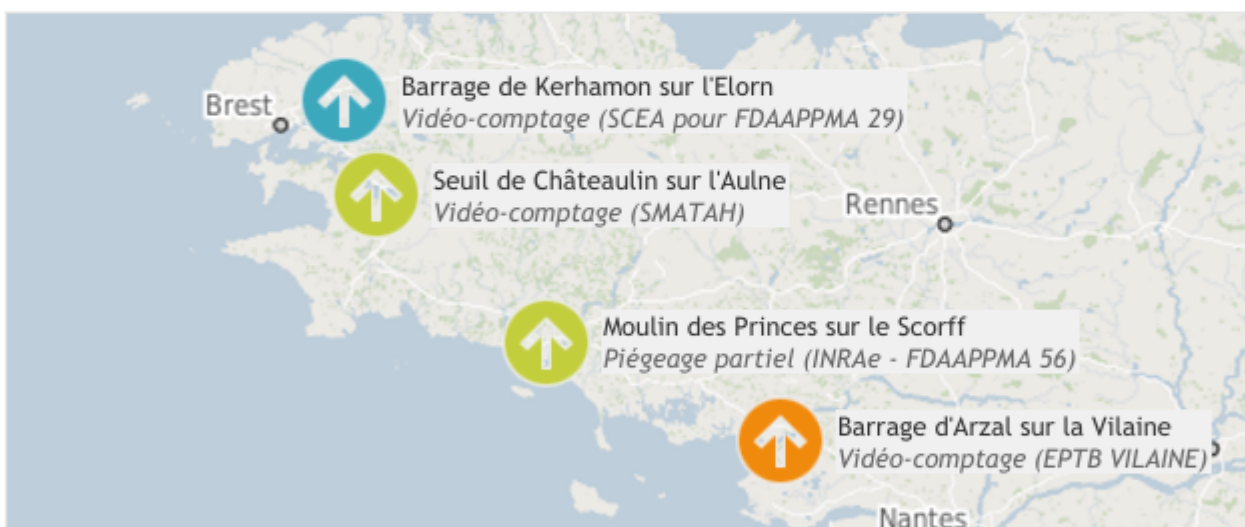 Brest
Barrage de Kerhamon sur l'Elorn
Vidéo-comptage (SCEA pour FDAAPPMA 29)
Seuil de Châteaulin sur l'Aulne
Vidéo-comptage (SMATAH)
Rennes
Moulin des Princes sur le Scorff
Piégeage partiel (INRAe - FDAAPPMA 56)
Barrage d'Arzal sur la Vilaine
Vidéo-comptage (EPTB VILAINE)
Nantes